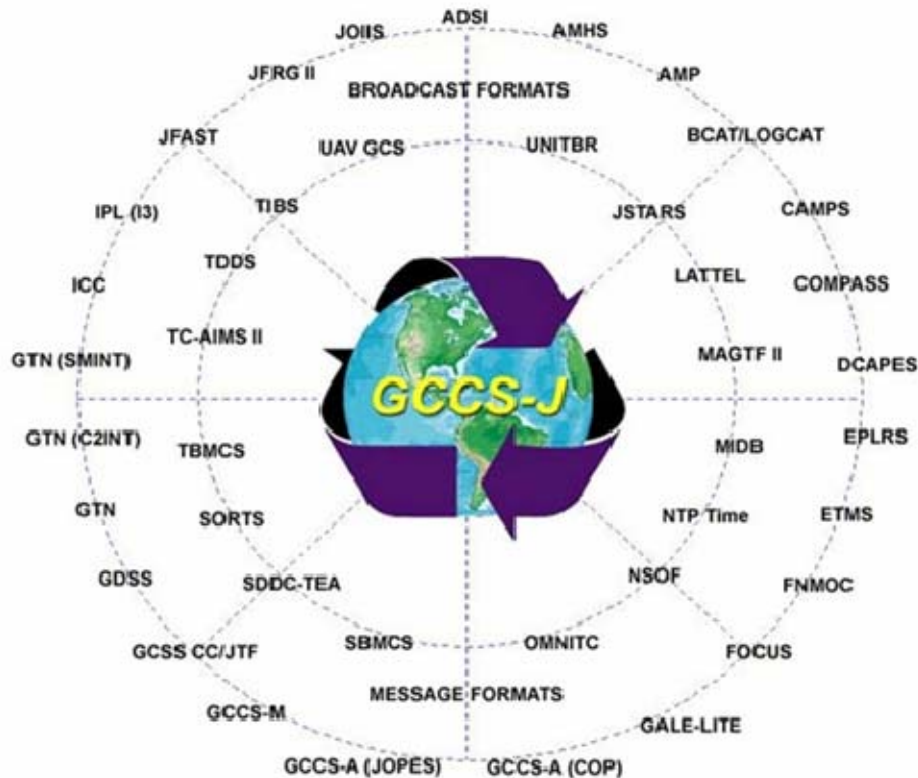 ADSI
JOIIS
AMHS
JFRG II
AMP
BROADCAST FORMATS
JFAST
UAV GCS
UNITBR
BCAT/LOGCAT
IPL (I3)
TIBS
JSTARS
CAMPS
TDDS
LATTEL
ICC
COMPASS
TC-AIMS II
MAGTF II
GTN (SMINT)
DCAPES
GCCS-J
GTN (C2INT)
TBMCS
MIDB
EPLRS
GTN
SORTS
NTP Time
ETMS
GDSS
SDDC-TEA
NSOF
FNMOC
GCSS CC/JTF
SBMCS
OMNITC
FOCUS
MESSAGE FORMATS
GCCS-M
GALE-LITE
GCCS-A (JOPES)
GCCS-A (COP)